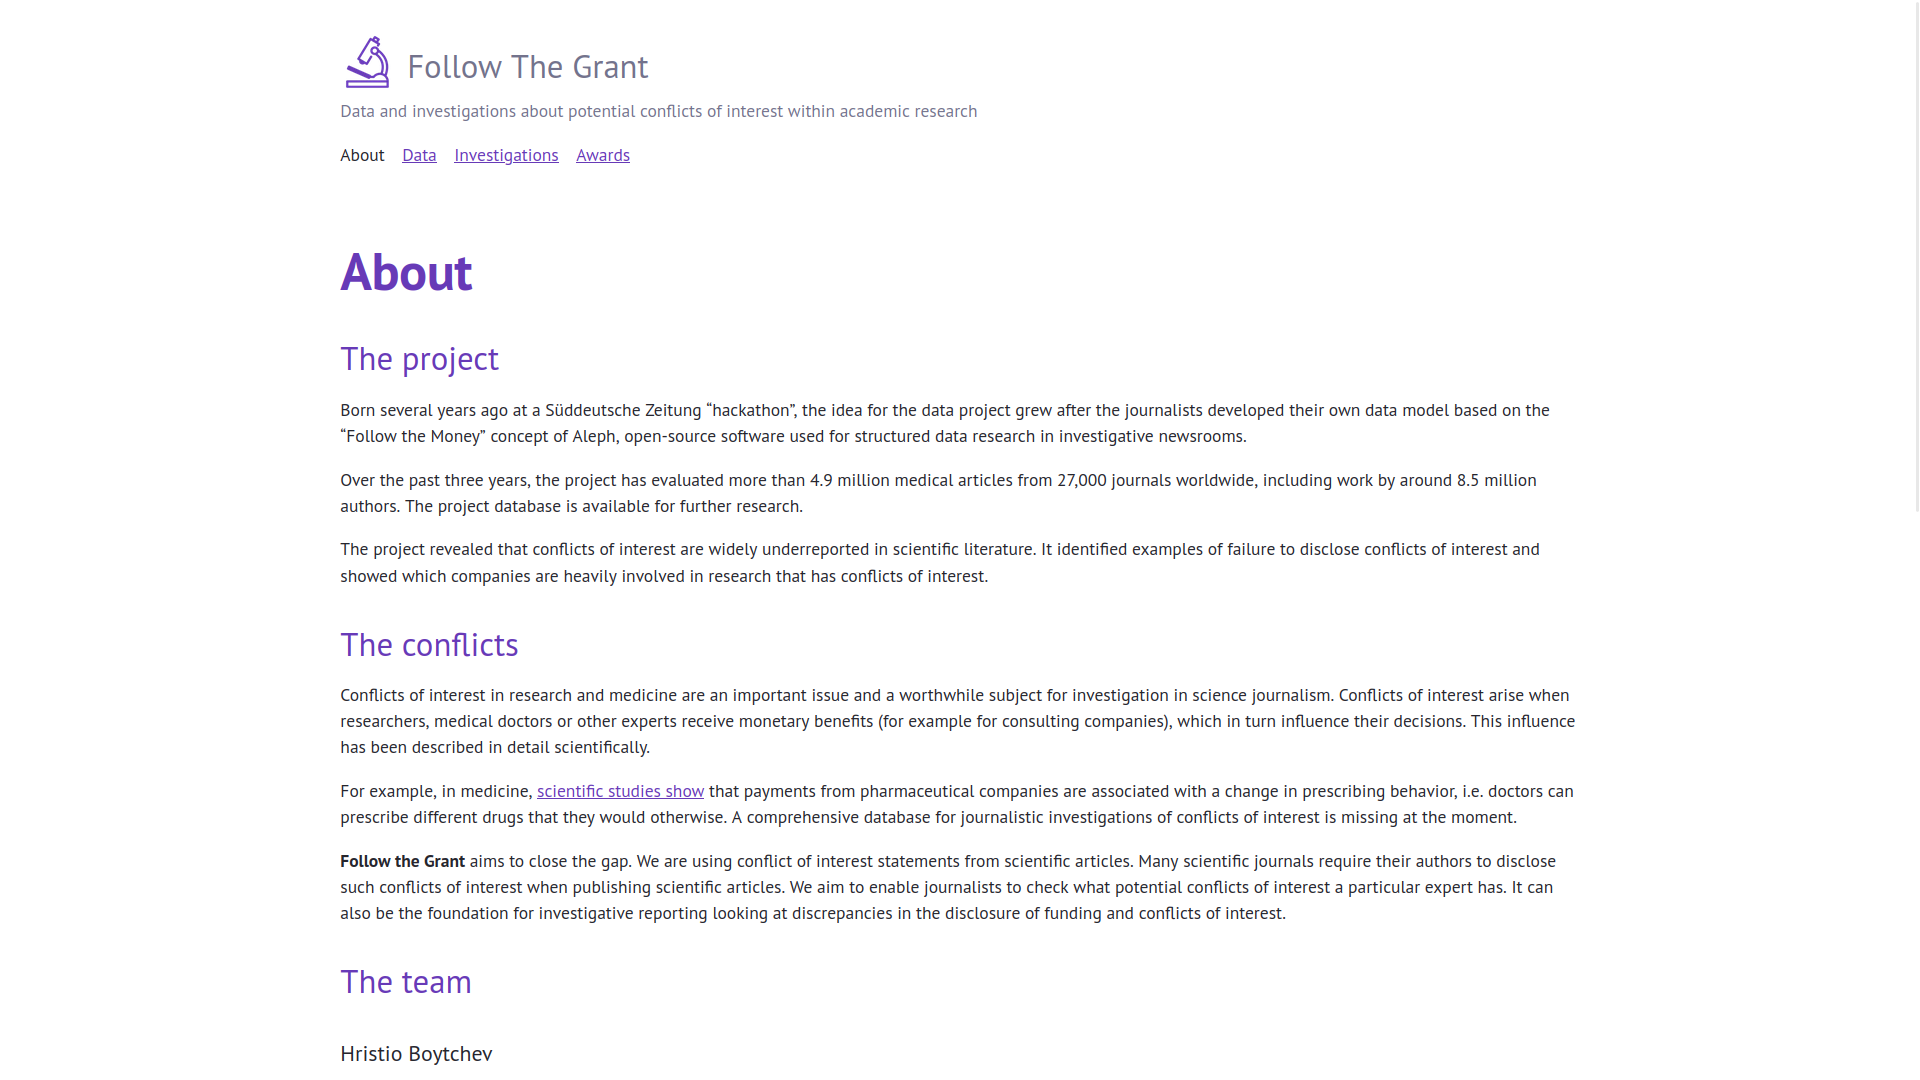 Follow The Grant
Data and investigations about potential conflicts of interest within academic research
About Data Investigations Awards
About
The project
Born several years ago at a Süddeutsche Zeitung “hackathon”, the idea for the data project grew after the journalists developed their own data model based on the
“Follow the Money” concept of Aleph, open-source software used for structured data research in investigative newsrooms.
Over the past three years, the project has evaluated more than 4.9 million medical articles from 27,000 journals worldwide, including work by around 8.5 million
authors. The project database is available for further research.
The project revealed that conflicts of interest are widely underreported in scientific literature. It identified examples of failure to disclose conflicts of interest and
showed which companies are heavily involved in research that has conflicts of interest.
The conflicts
Conflicts of interest in research and medicine are an important issue and a worthwhile subject for investigation in science journalism. Conflicts of interest arise when
researchers, medical doctors or other experts receive monetary benefits (for example for consulting companies), which in turn influence their decisions. This influence
has been described in detail scientifically.
For example, in medicine, scientific studies show that payments from pharmaceutical companies are associated with a change in prescribing behavior, i.e. doctors can
prescribe different drugs that they would otherwise. A comprehensive database for journalistic investigations of conflicts of interest is missing at the moment.
Follow the Grant aims to close the gap. We are using conflict of interest statements from scientific articles. Many scientific journals require their authors to disclose
such conflicts of interest when publishing scientific articles. We aim to enable journalists to check what potential conflicts of interest a particular expert has. It can
also be the foundation for investigative reporting looking at discrepancies in the disclosure of funding and conflicts of interest.
The team
Hristio Boytchev